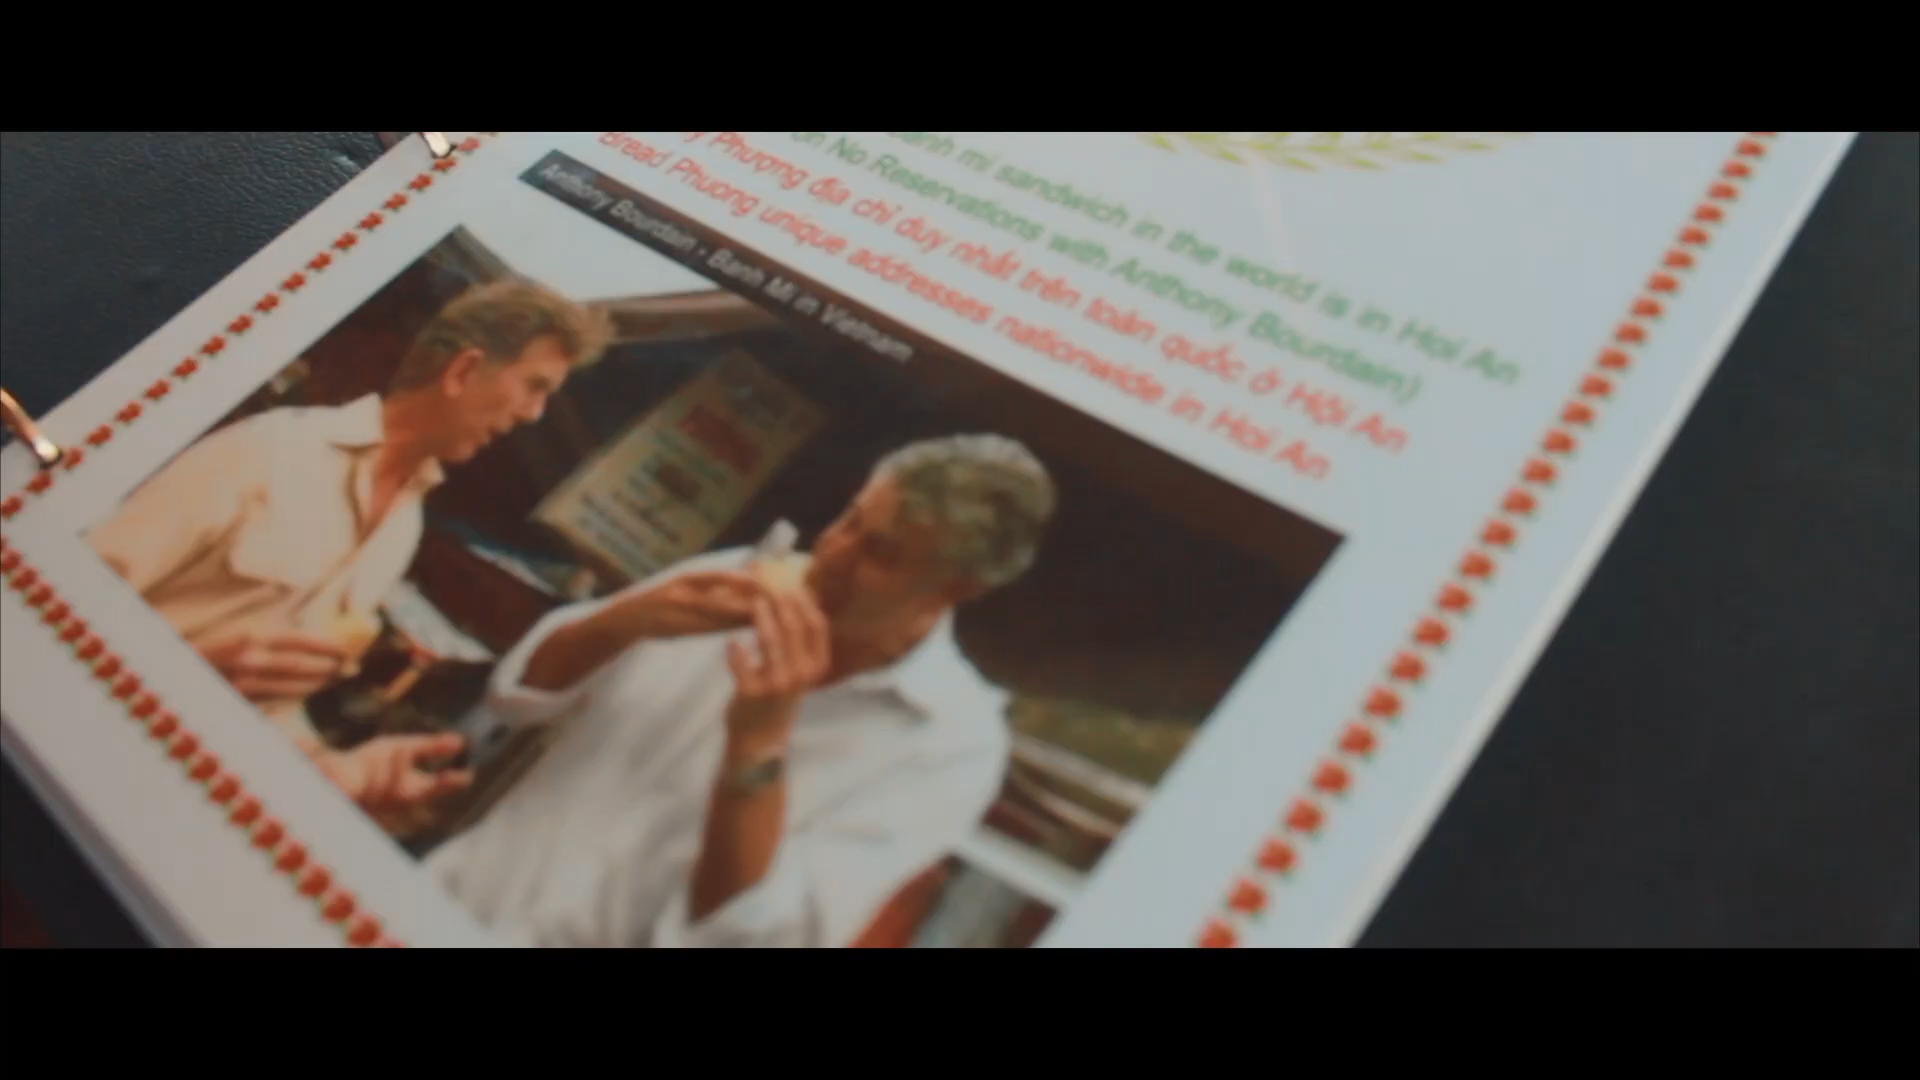 banh mi sandwich in the world is in Hoi An
on No Reservations with Anthony Bourdain)
Phượng địa chỉ duy nhất trên toàn quốc ở Hội An
Bread Phuong unique addresses nationwide in Hoi An
Anthony Bourdain - Banh Mi in Vietnam